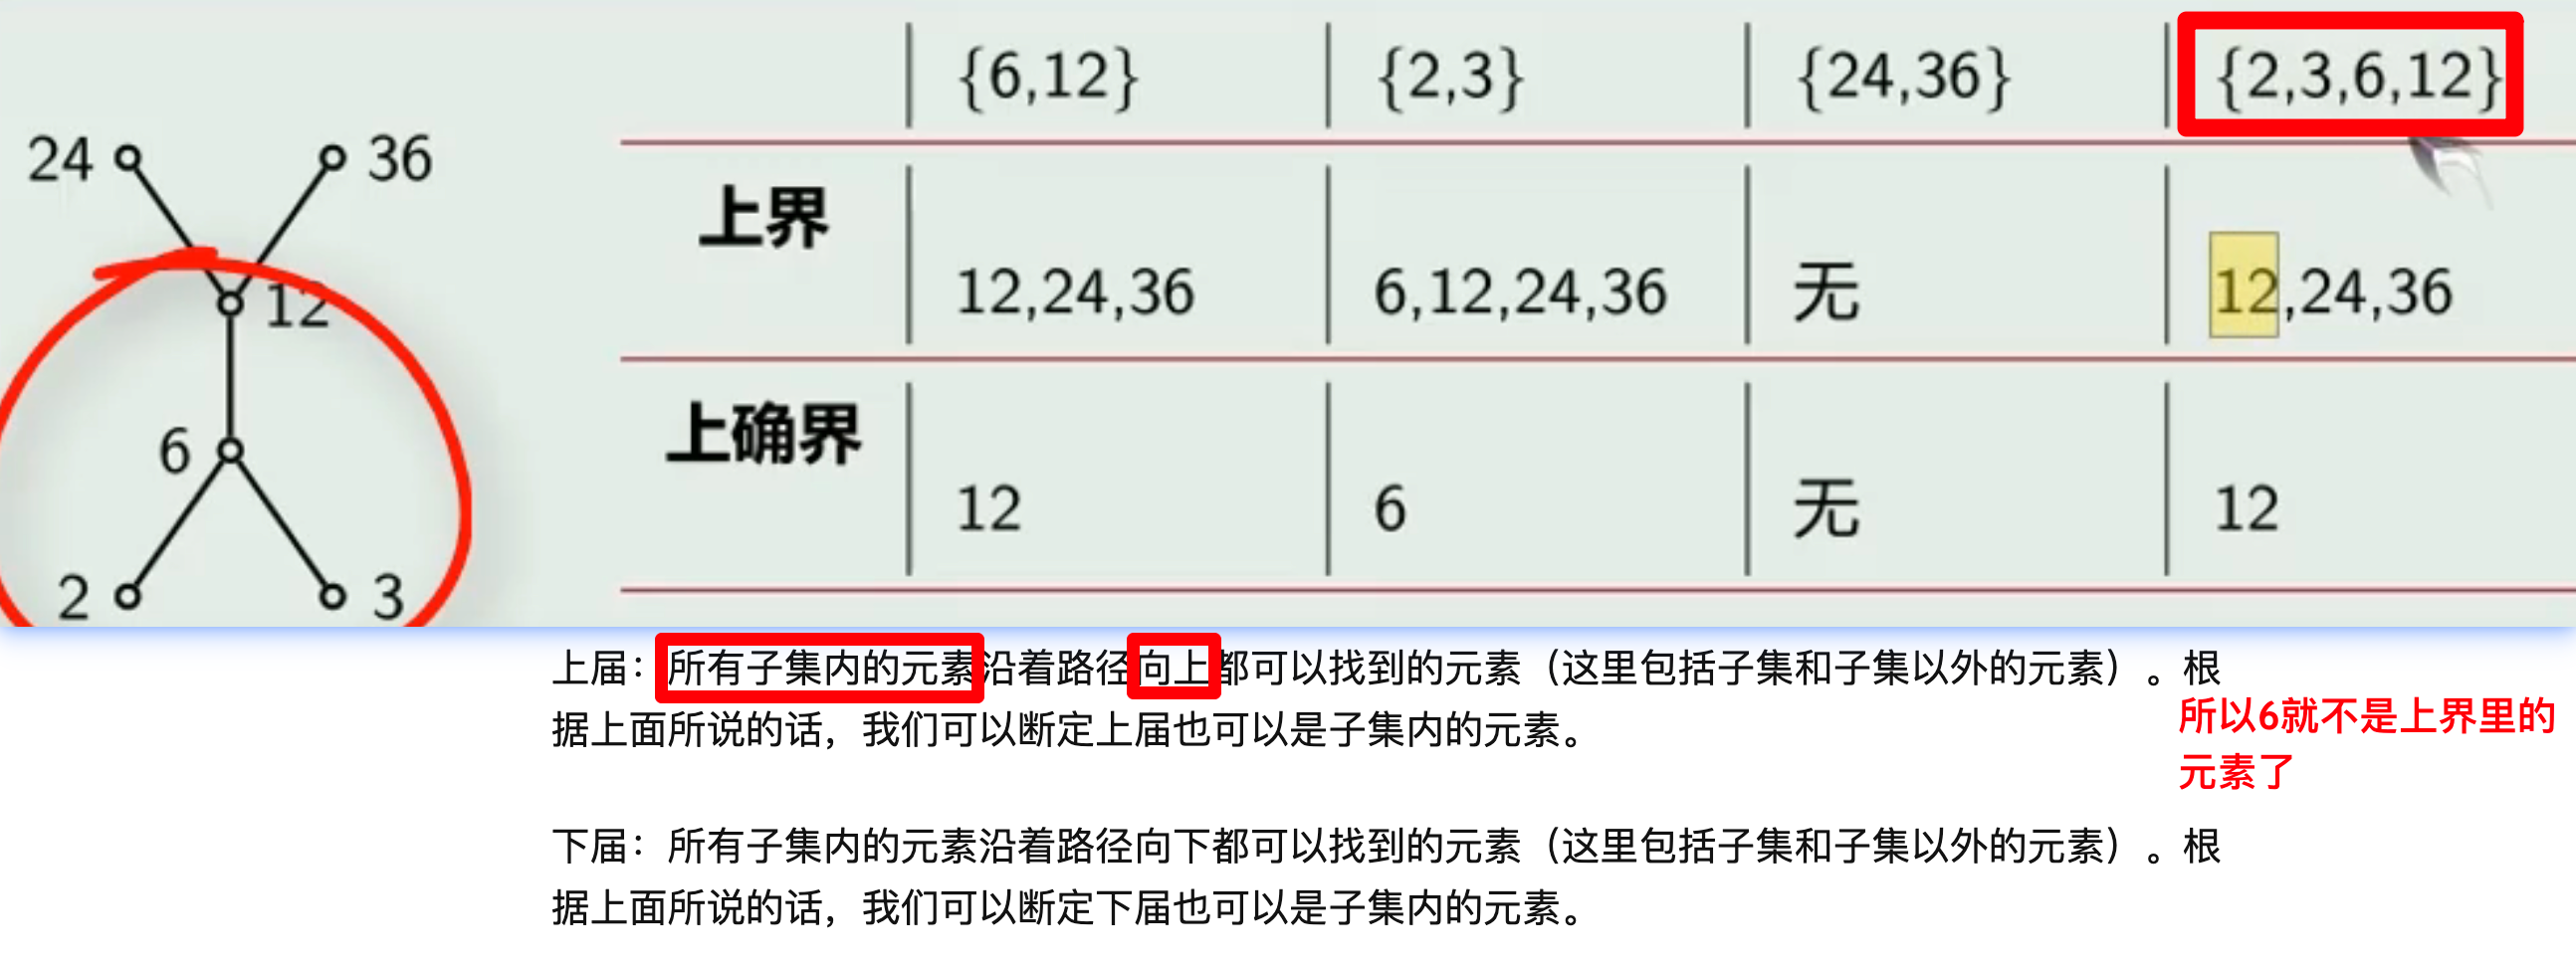 {6,12} {2,3} {24,36} {2,3,6,12}
24 36
上界
12,24,36 6,12,24,36 无 12,24,36
12
上确界
6
12 6 无 12
2 3
上届：所有子集内的元素沿着路径向上都可以找到的元素（这里包括子集和子集以外的元素）。根
据上面所说的话，我们可以断定上届也可以是子集内的元素。
所以6就不是上界里的
元素了
下届：所有子集内的元素沿着路径向下都可以找到的元素（这里包括子集和子集以外的元素）。根
据上面所说的话，我们可以断定下届也可以是子集内的元素。